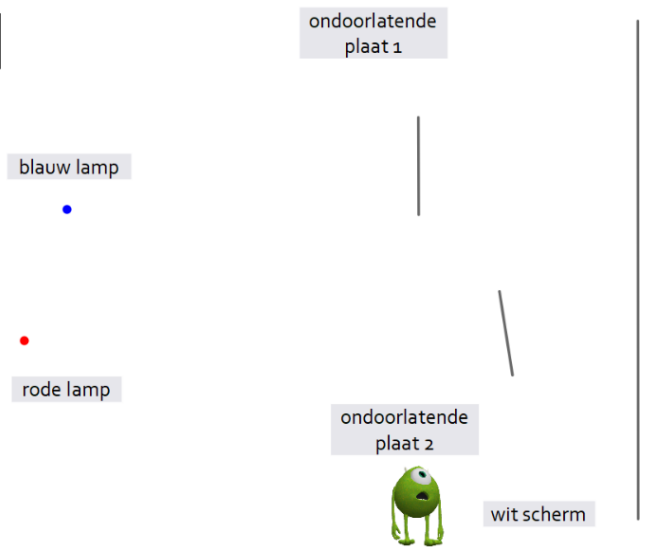 ondoorlatende
plaat 1
blauw lamp
rode lamp
ondoorlatende
plaat 2
wit scherm